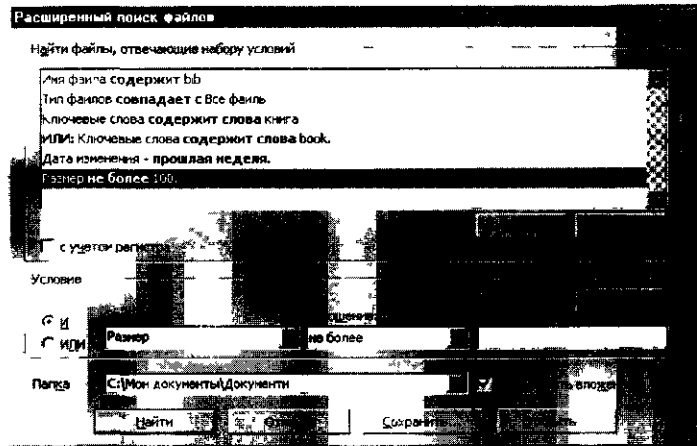 Расширенный поиск файлов
Найти файлы, отвечающие набору условий
Имя файла содержит bib
Тип файлов совпадает с Все файлы
Ключевые слова содержит слова книга
ИЛИ: Ключевые слова содержит слова book.
Дата изменения - прошлая неделя.
Размер не более 100.
с учетом регистра
Условие
И
ИЛИ
Размер
не более
Папка
C:\Мои документы\Документи
Найти
Сохранить